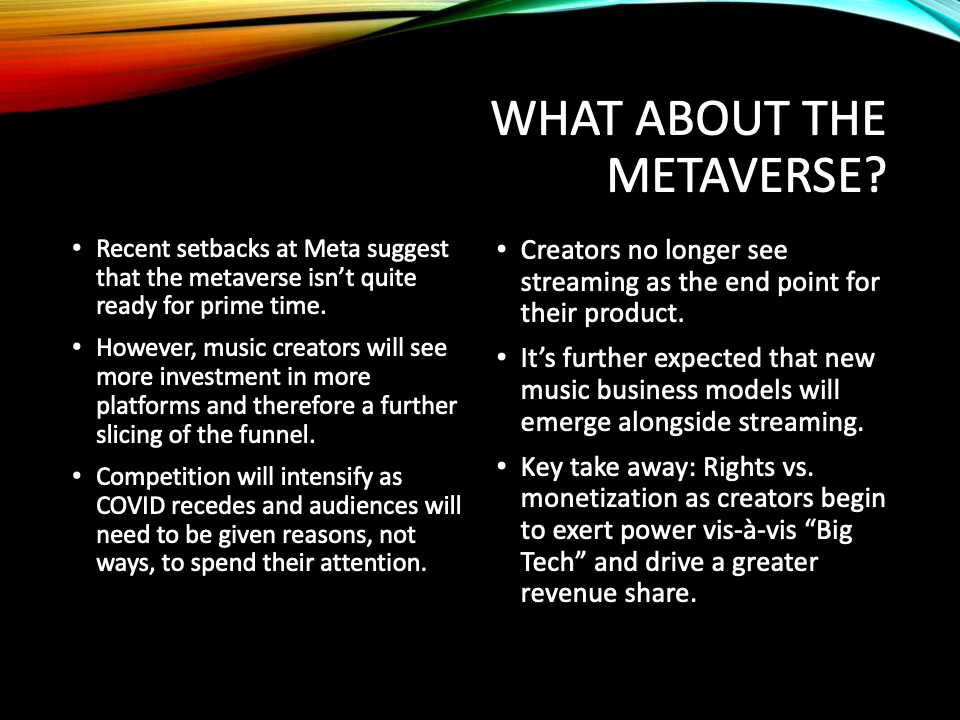 WHAT ABOUT THE
METAVERSE?
• Recent setbacks at Meta suggest
that the metaverse isn’t quite
ready for prime time.
• However, music creators will see
more investment in more
platforms and therefore a further
slicing of the funnel.
• Competition will intensify as
COVID recedes and audiences will
need to be given reasons, not
ways, to spend their attention.
• Creators no longer see
streaming as the end point for
their product.
• It’s further expected that new
music business models will
emerge alongside streaming.
• Key take away: Rights vs.
monetization as creators begin
to exert power vis-à-vis “Big
Tech” and drive a greater
revenue share.